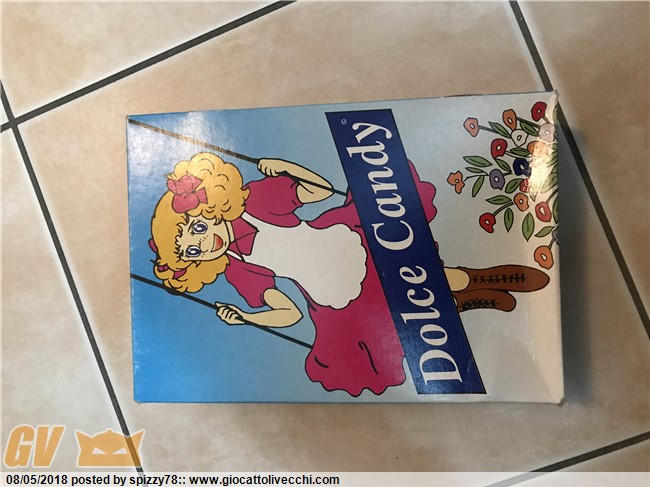 Dolce Candy
GV
08/05/2018 posted by spizzy78:: www.giocattolivecchi.com